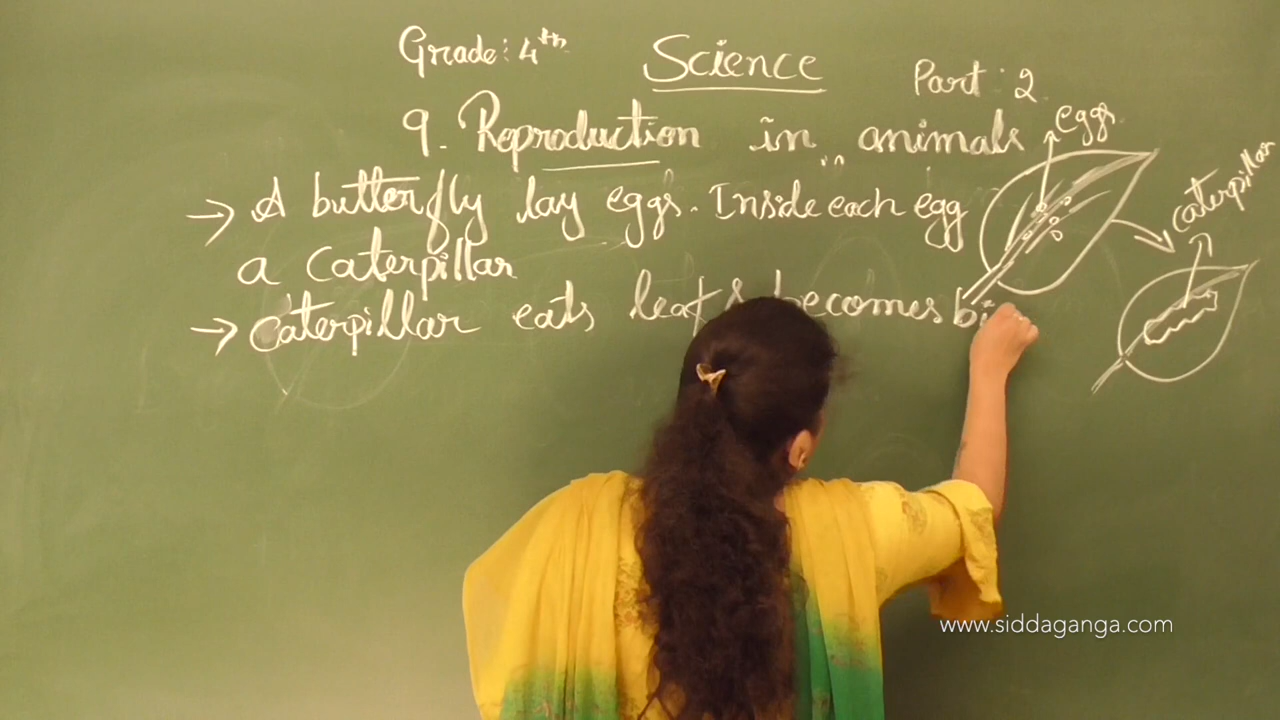 Grade: 4th
Science
Part: 2
9. Reproduction in animals
→ A butterfly lay eggs. Inside each egg
a Caterpillar
→ Caterpillar eats leaf & becomes bi
eggs
caterpillar
www.siddaganga.com